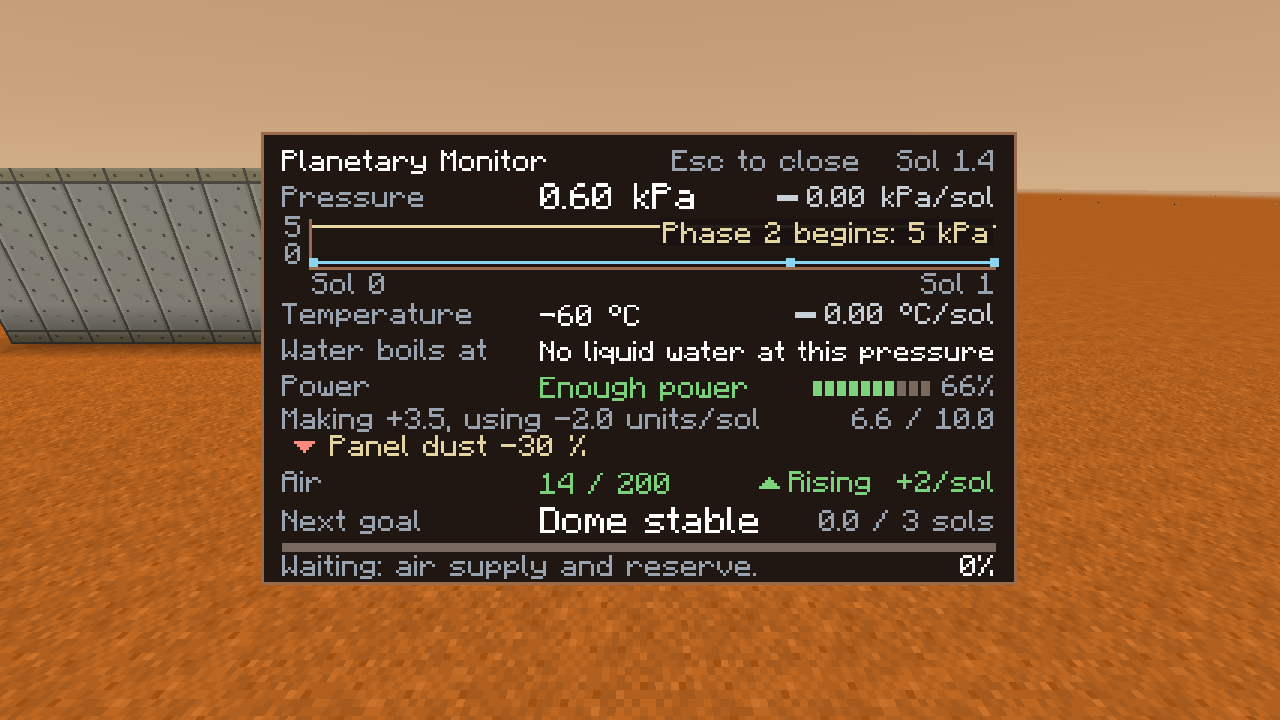 Planetary Monitor Esc to close Sol 1.4
Pressure 0.60 kPa 0.00 kPa/sol
5 Phase 2 begins: 5 kPa
0
Sol 0 Sol 1
Temperature -60 °C 0.00 °C/sol
Water boils at No liquid water at this pressure
Power Enough power 66%
Making +3.5, using -2.0 units/sol 6.6 / 10.0
Panel dust -30 %
Air 14 / 200 Rising +2/sol
Next goal Dome stable 0.0 / 3 sols
Waiting: air supply and reserve. 0%